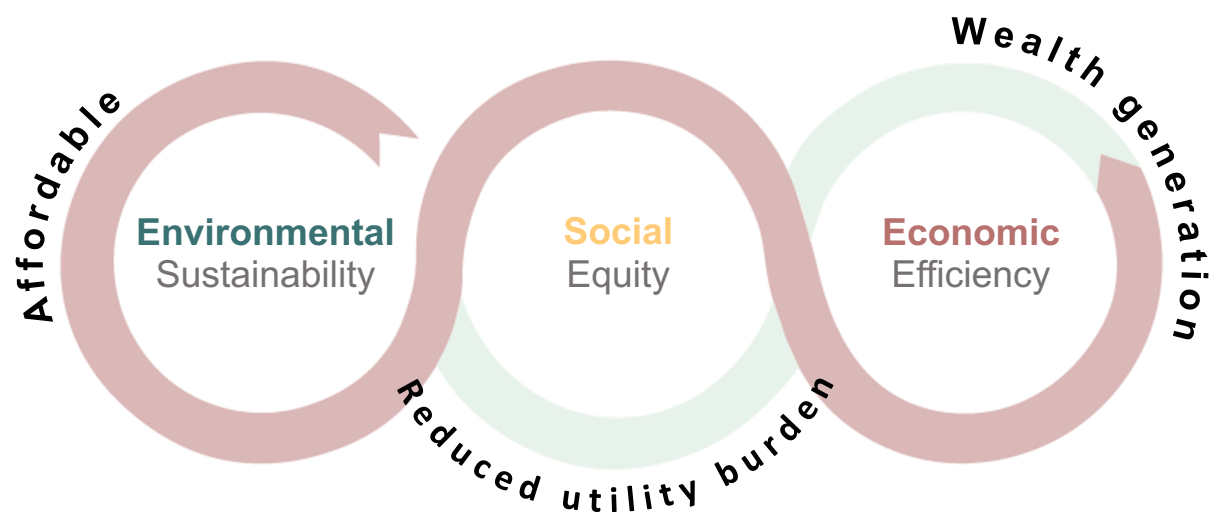 Affordable
Environmental
Sustainability
Social
Equity
Reduced utility burden
Economic
Efficiency
Wealth generation